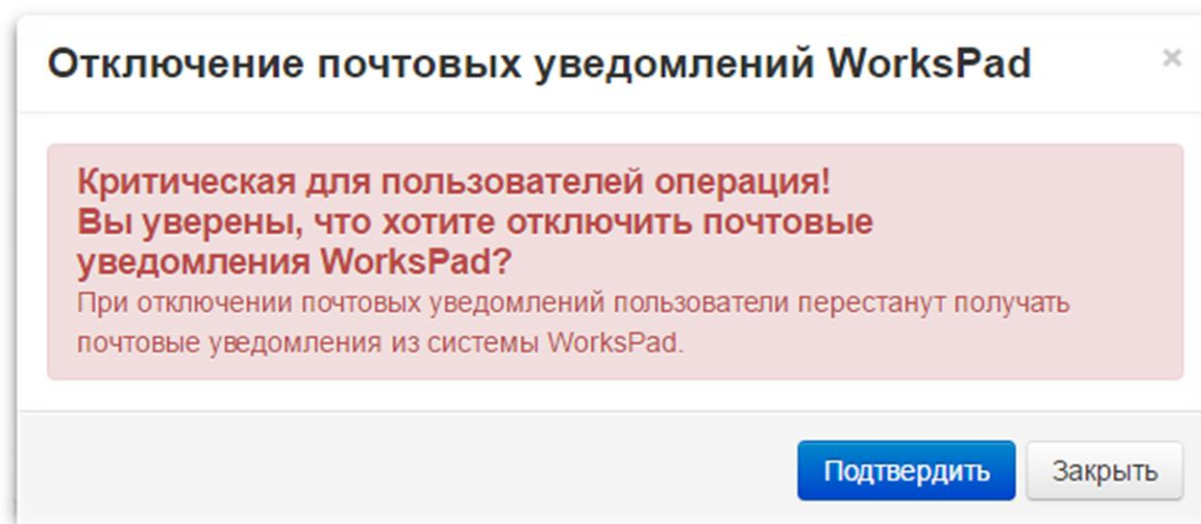 Отключение почтовых уведомлений WorksPad
×
Критическая для пользователей операция!
Вы уверены, что хотите отключить почтовые
уведомления WorksPad?
При отключении почтовых уведомлений пользователи перестанут получать
почтовые уведомления из системы WorksPad.
Подтвердить Закрыть